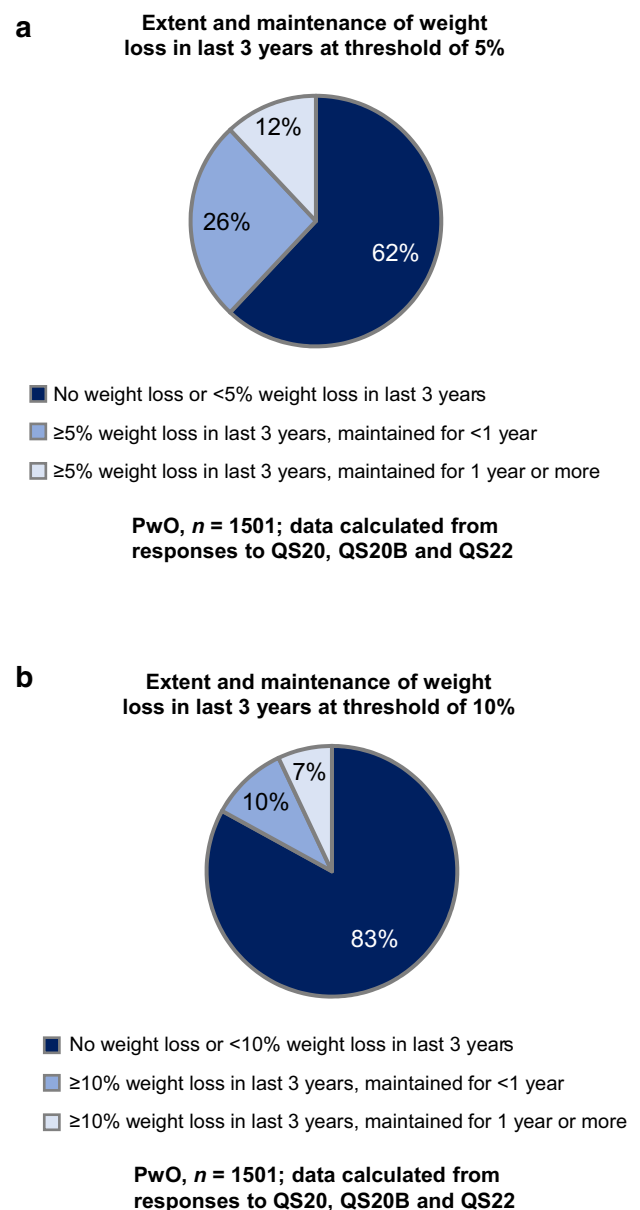 a
Extent and maintenance of weight
loss in last 3 years at threshold of 5%
12%
26%
62%
No weight loss or <5% weight loss in last 3 years
≥5% weight loss in last 3 years, maintained for <1 year
≥5% weight loss in last 3 years, maintained for 1 year or more
PwO, n = 1501; data calculated from
responses to QS20, QS20B and QS22
b
Extent and maintenance of weight
loss in last 3 years at threshold of 10%
7%
10%
83%
No weight loss or <10% weight loss in last 3 years
≥10% weight loss in last 3 years, maintained for <1 year
≥10% weight loss in last 3 years, maintained for 1 year or more
PwO, n = 1501; data calculated from
responses to QS20, QS20B and QS22